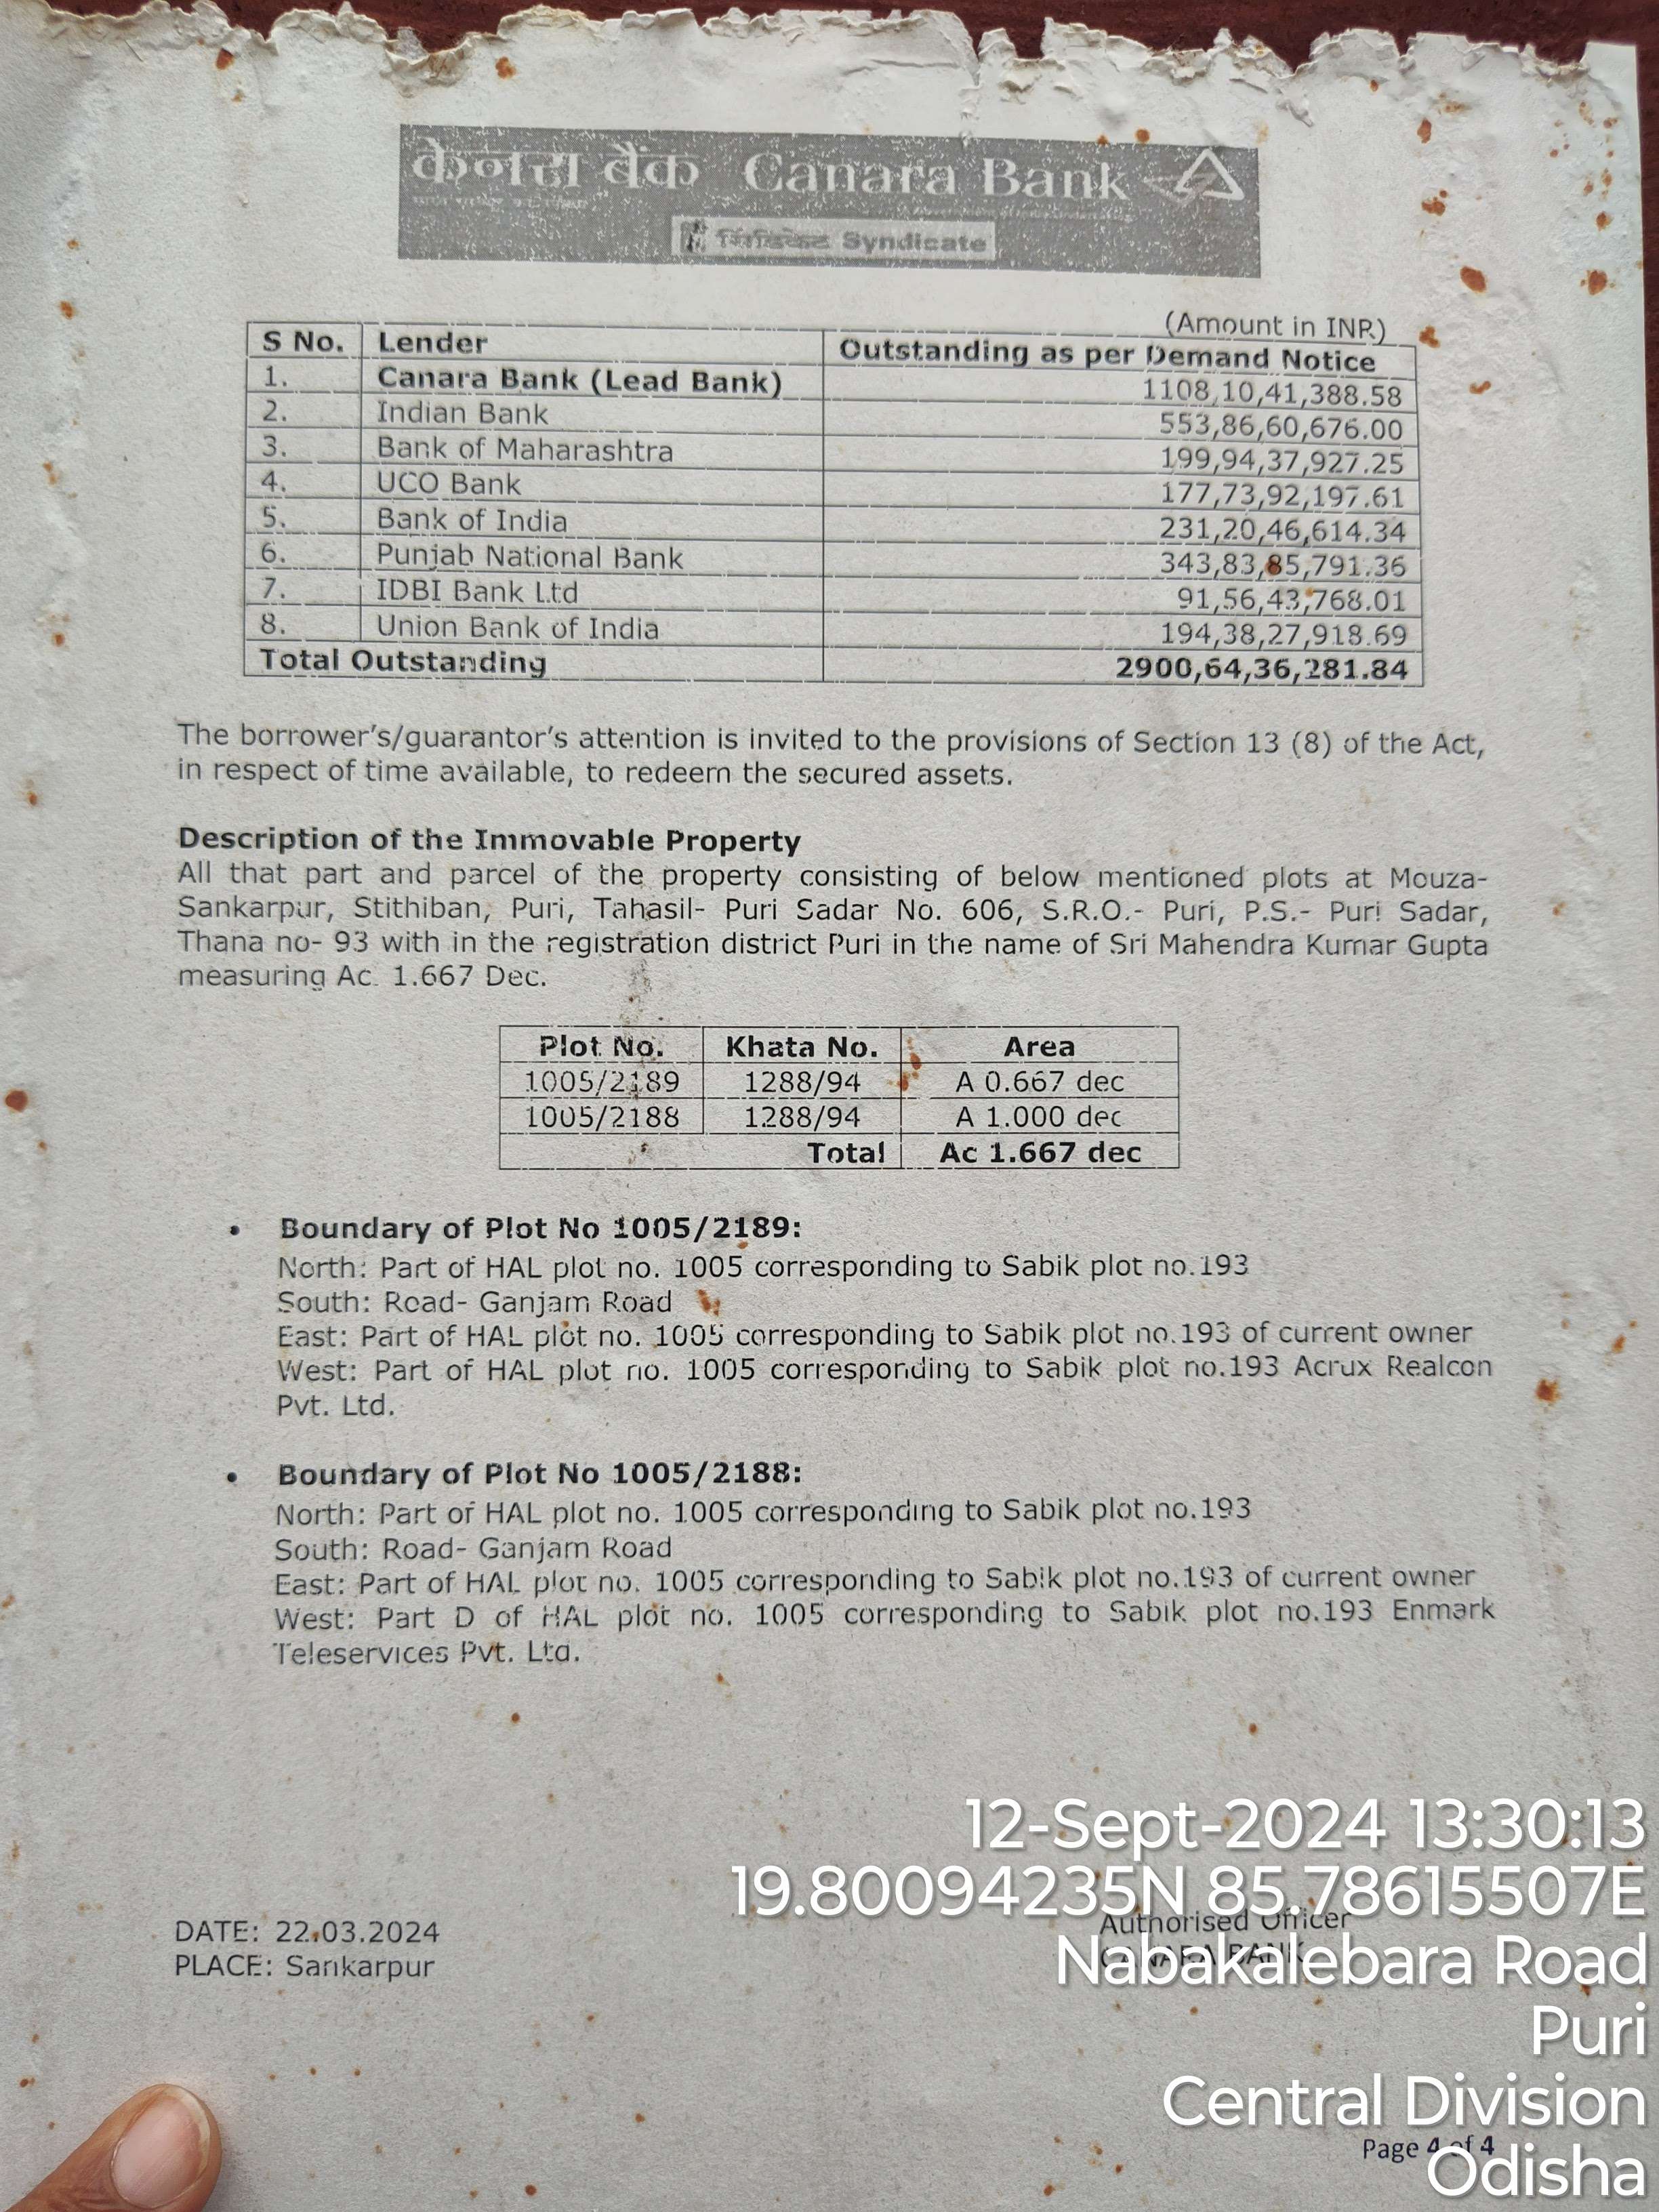 केनरा बैंक Canara Bank
सिंडिकेट Syndicate
(Amount in INR)
S No. Lender Outstanding as per Demand Notice
1. Canara Bank (Lead Bank) 1108,10,41,388.58
2. Indian Bank 553,86,60,676.00
3. Bank of Maharashtra 199,94,37,927.25
4. UCO Bank 177,73,92,197.61
5. Bank of India 231,20,46,614.34
6. Punjab National Bank 343,83,85,791.36
7. IDBI Bank Ltd 91,56,43,768.01
8. Union Bank of India 194,38,27,918.69
Total Outstanding 2900,64,36,281.84
The borrower's/guarantor's attention is invited to the provisions of Section 13 (8) of the Act,
in respect of time available, to redeem the secured assets.
Description of the Immovable Property
All that part and parcel of the property consisting of below mentioned plots at Mouza-
Sankarpur, Stithiban, Puri, Tahasil- Puri Sadar No. 606, S.R.O.- Puri, P.S.- Puri Sadar,
Thana no- 93 with in the registration district Puri in the name of Sri Mahendra Kumar Gupta
measuring Ac. 1.667 Dec.
Plot No. Khata No. Area
1005/2189 1288/94 A 0.667 dec
1005/2188 1288/94 A 1.000 dec
Total Ac 1.667 dec
• Boundary of Plot No 1005/2189:
North: Part of HAL plot no. 1005 corresponding to Sabik plot no.193
South: Road- Ganjam Road
East: Part of HAL plot no. 1005 corresponding to Sabik plot no.193 of current owner
West: Part of HAL plot no. 1005 corresponding to Sabik plot no.193 Acrux Realcon
Pvt. Ltd.
• Boundary of Plot No 1005/2188:
North: Part of HAL plot no. 1005 corresponding to Sabik plot no.193
South: Road- Ganjam Road
East: Part of HAL plot no. 1005 corresponding to Sabik plot no.193 of current owner
West: Part D of HAL plot no. 1005 corresponding to Sabik plot no.193 Enmark
Teleservices Pvt. Ltd.
12-Sept-2024 13:30:13
19.80094235N 85.78615507E
DATE: 22.03.2024 Authorised Officer
PLACE: Sankarpur CANARA BANK
Nabakalebara Road
Puri
Central Division
Page 4 of 4
Odisha